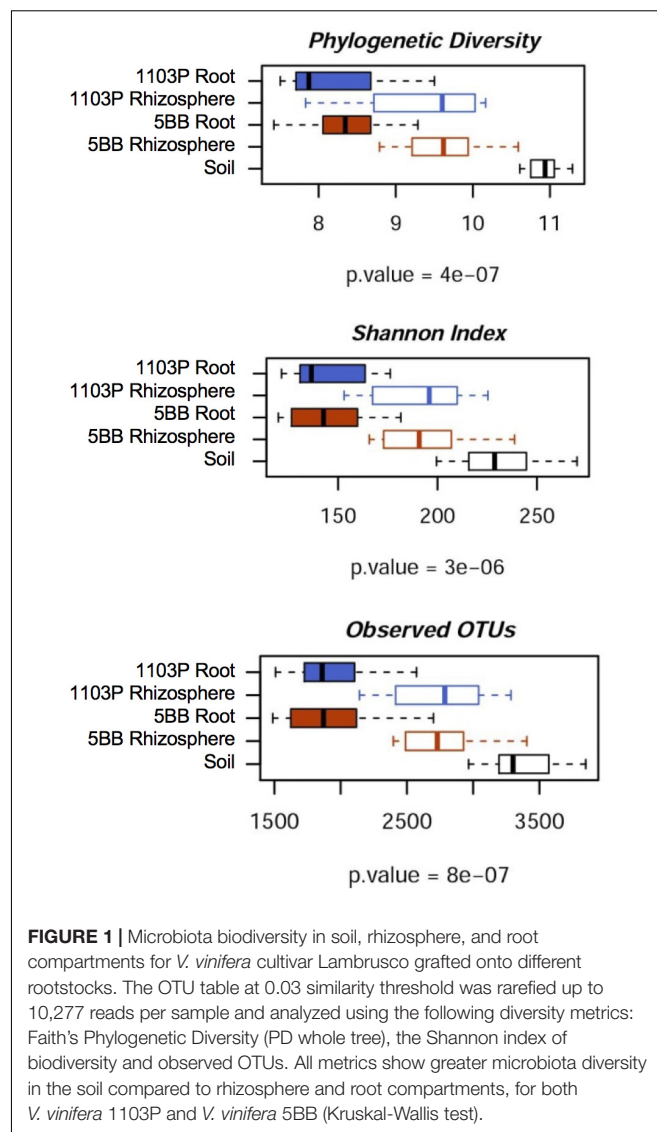 Phylogenetic Diversity
1103P Root
1103P Rhizosphere
5BB Root
5BB Rhizosphere
Soil
8 9 10 11
p.value = 4e−07
Shannon Index
1103P Root
1103P Rhizosphere
5BB Root
5BB Rhizosphere
Soil
150 200 250
p.value = 3e−06
Observed OTUs
1103P Root
1103P Rhizosphere
5BB Root
5BB Rhizosphere
Soil
1500 2500 3500
p.value = 8e−07
FIGURE 1 | Microbiota biodiversity in soil, rhizosphere, and root
compartments for V. vinifera cultivar Lambrusco grafted onto different
rootstocks. The OTU table at 0.03 similarity threshold was rarefied up to
10,277 reads per sample and analyzed using the following diversity metrics:
Faith's Phylogenetic Diversity (PD whole tree), the Shannon index of
biodiversity and observed OTUs. All metrics show greater microbiota diversity
in the soil compared to rhizosphere and root compartments, for both
V. vinifera 1103P and V. vinifera 5BB (Kruskal-Wallis test).